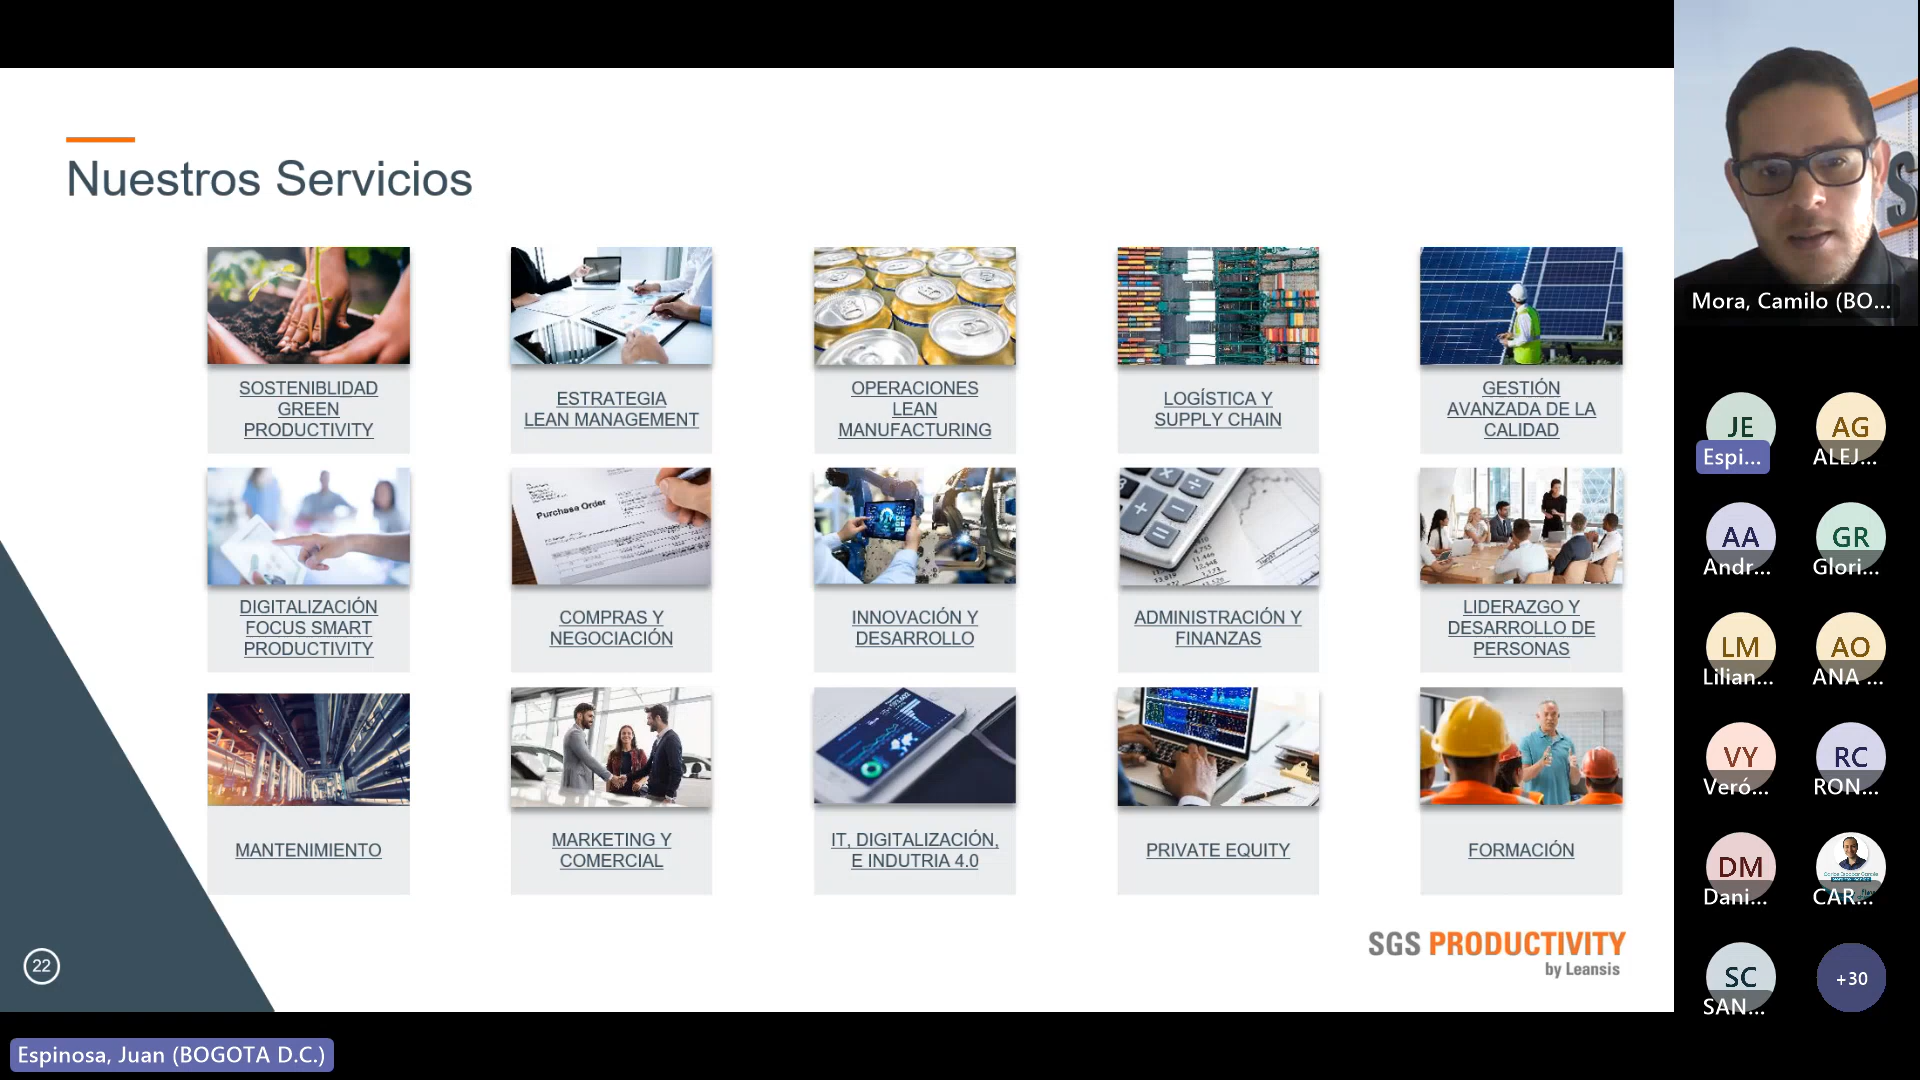 Nuestros Servicios
SOSTENIBLIDAD
GREEN
PRODUCTIVITY
ESTRATEGIA
LEAN MANAGEMENT
OPERACIONES
LEAN
MANUFACTURING
LOGÍSTICA Y
SUPPLY CHAIN
GESTIÓN
AVANZADA DE LA
CALIDAD
Purchase Order
DIGITALIZACIÓN
FOCUS SMART
PRODUCTIVITY
COMPRAS Y
NEGOCIACIÓN
INNOVACIÓN Y
DESARROLLO
ADMINISTRACIÓN Y
FINANZAS
LIDERAZGO Y
DESARROLLO DE
PERSONAS
MANTENIMIENTO
MARKETING Y
COMERCIAL
IT, DIGITALIZACIÓN,
E INDUTRIA 4.0
PRIVATE EQUITY
FORMACIÓN
22
SGS PRODUCTIVITY
by Leansis
Espinosa, Juan (BOGOTA D.C.)
Mora, Camilo (BO...
JE
Espi...
AG
ALEJ...
AA
Andr...
GR
Glori...
LM
Lilian...
AO
ANA ...
VY
Veró...
RC
RON...
DM
Dani...
CAR...
SC
SAN...
+30